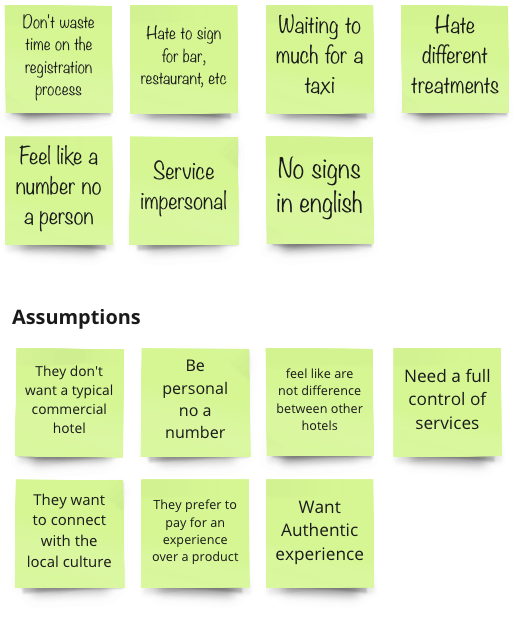 Don't waste
time on the
registration
process
Hate to sign
for bar,
restaurant, etc
Waiting to
much for a
taxi
Hate
different
treatments
Feel like a
number no
a person
Service
impersonal
No signs
in english
Assumptions
They don't
want a typical
commercial
hotel
Be
personal
no a
number
feel like are
not difference
between other
hotels
Need a full
control of
services
They want
to connect
with the
local culture
They prefer to
pay for an
experience
over a product
Want
Authentic
experience